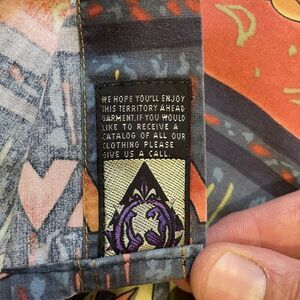 WE HOPE YOU'LL ENJOY
THIS TERRITORY AHEAD
GARMENT. IF YOU WOULD
LIKE TO RECEIVE A
CATALOG OF ALL OUR
CLOTHING PLEASE
GIVE US A CALL.